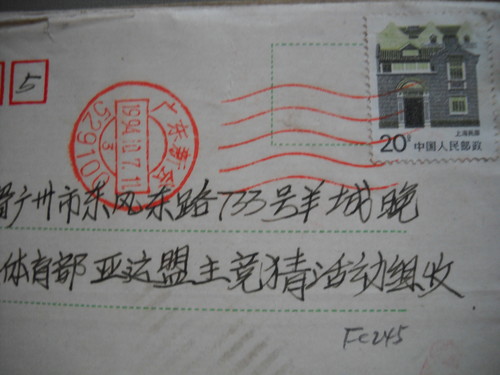 5
上海民居
20分 中国人民邮政
广东新会
1994.10.7.11
3
529100
广州市东风东路733号羊城晚
体育部亚运盟主竞猜活动组收
FC245